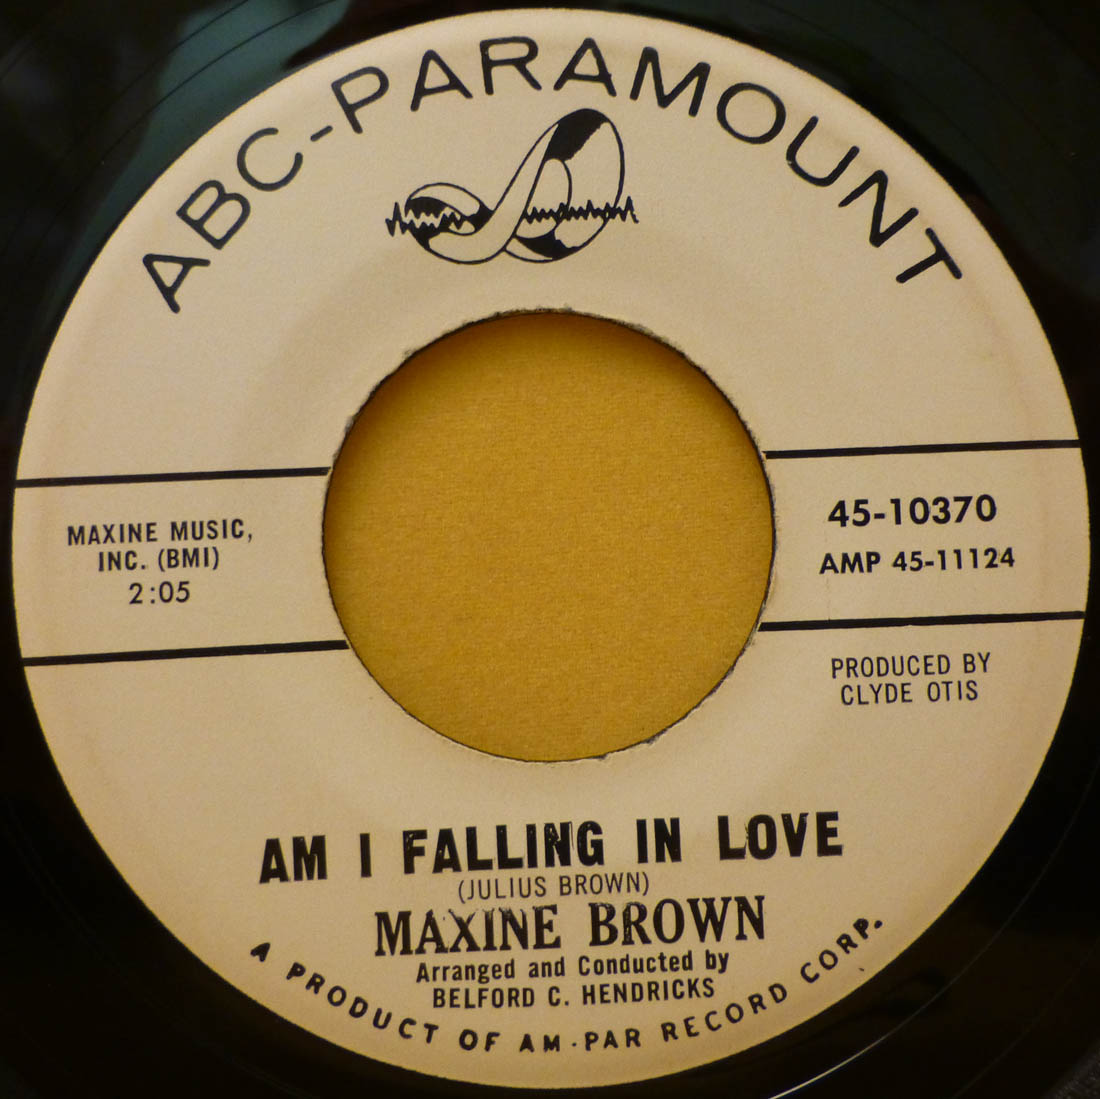 ABC-PARAMOUNT
MAXINE MUSIC,
INC. (BMI)
2:05
45-10370
AMP 45-11124
PRODUCED BY
CLYDE OTIS
AM I FALLING IN LOVE
(JULIUS BROWN)
MAXINE BROWN
Arranged and Conducted by
BELFORD C. HENDRICKS
A PRODUCT OF AM-PAR RECORD CORP.